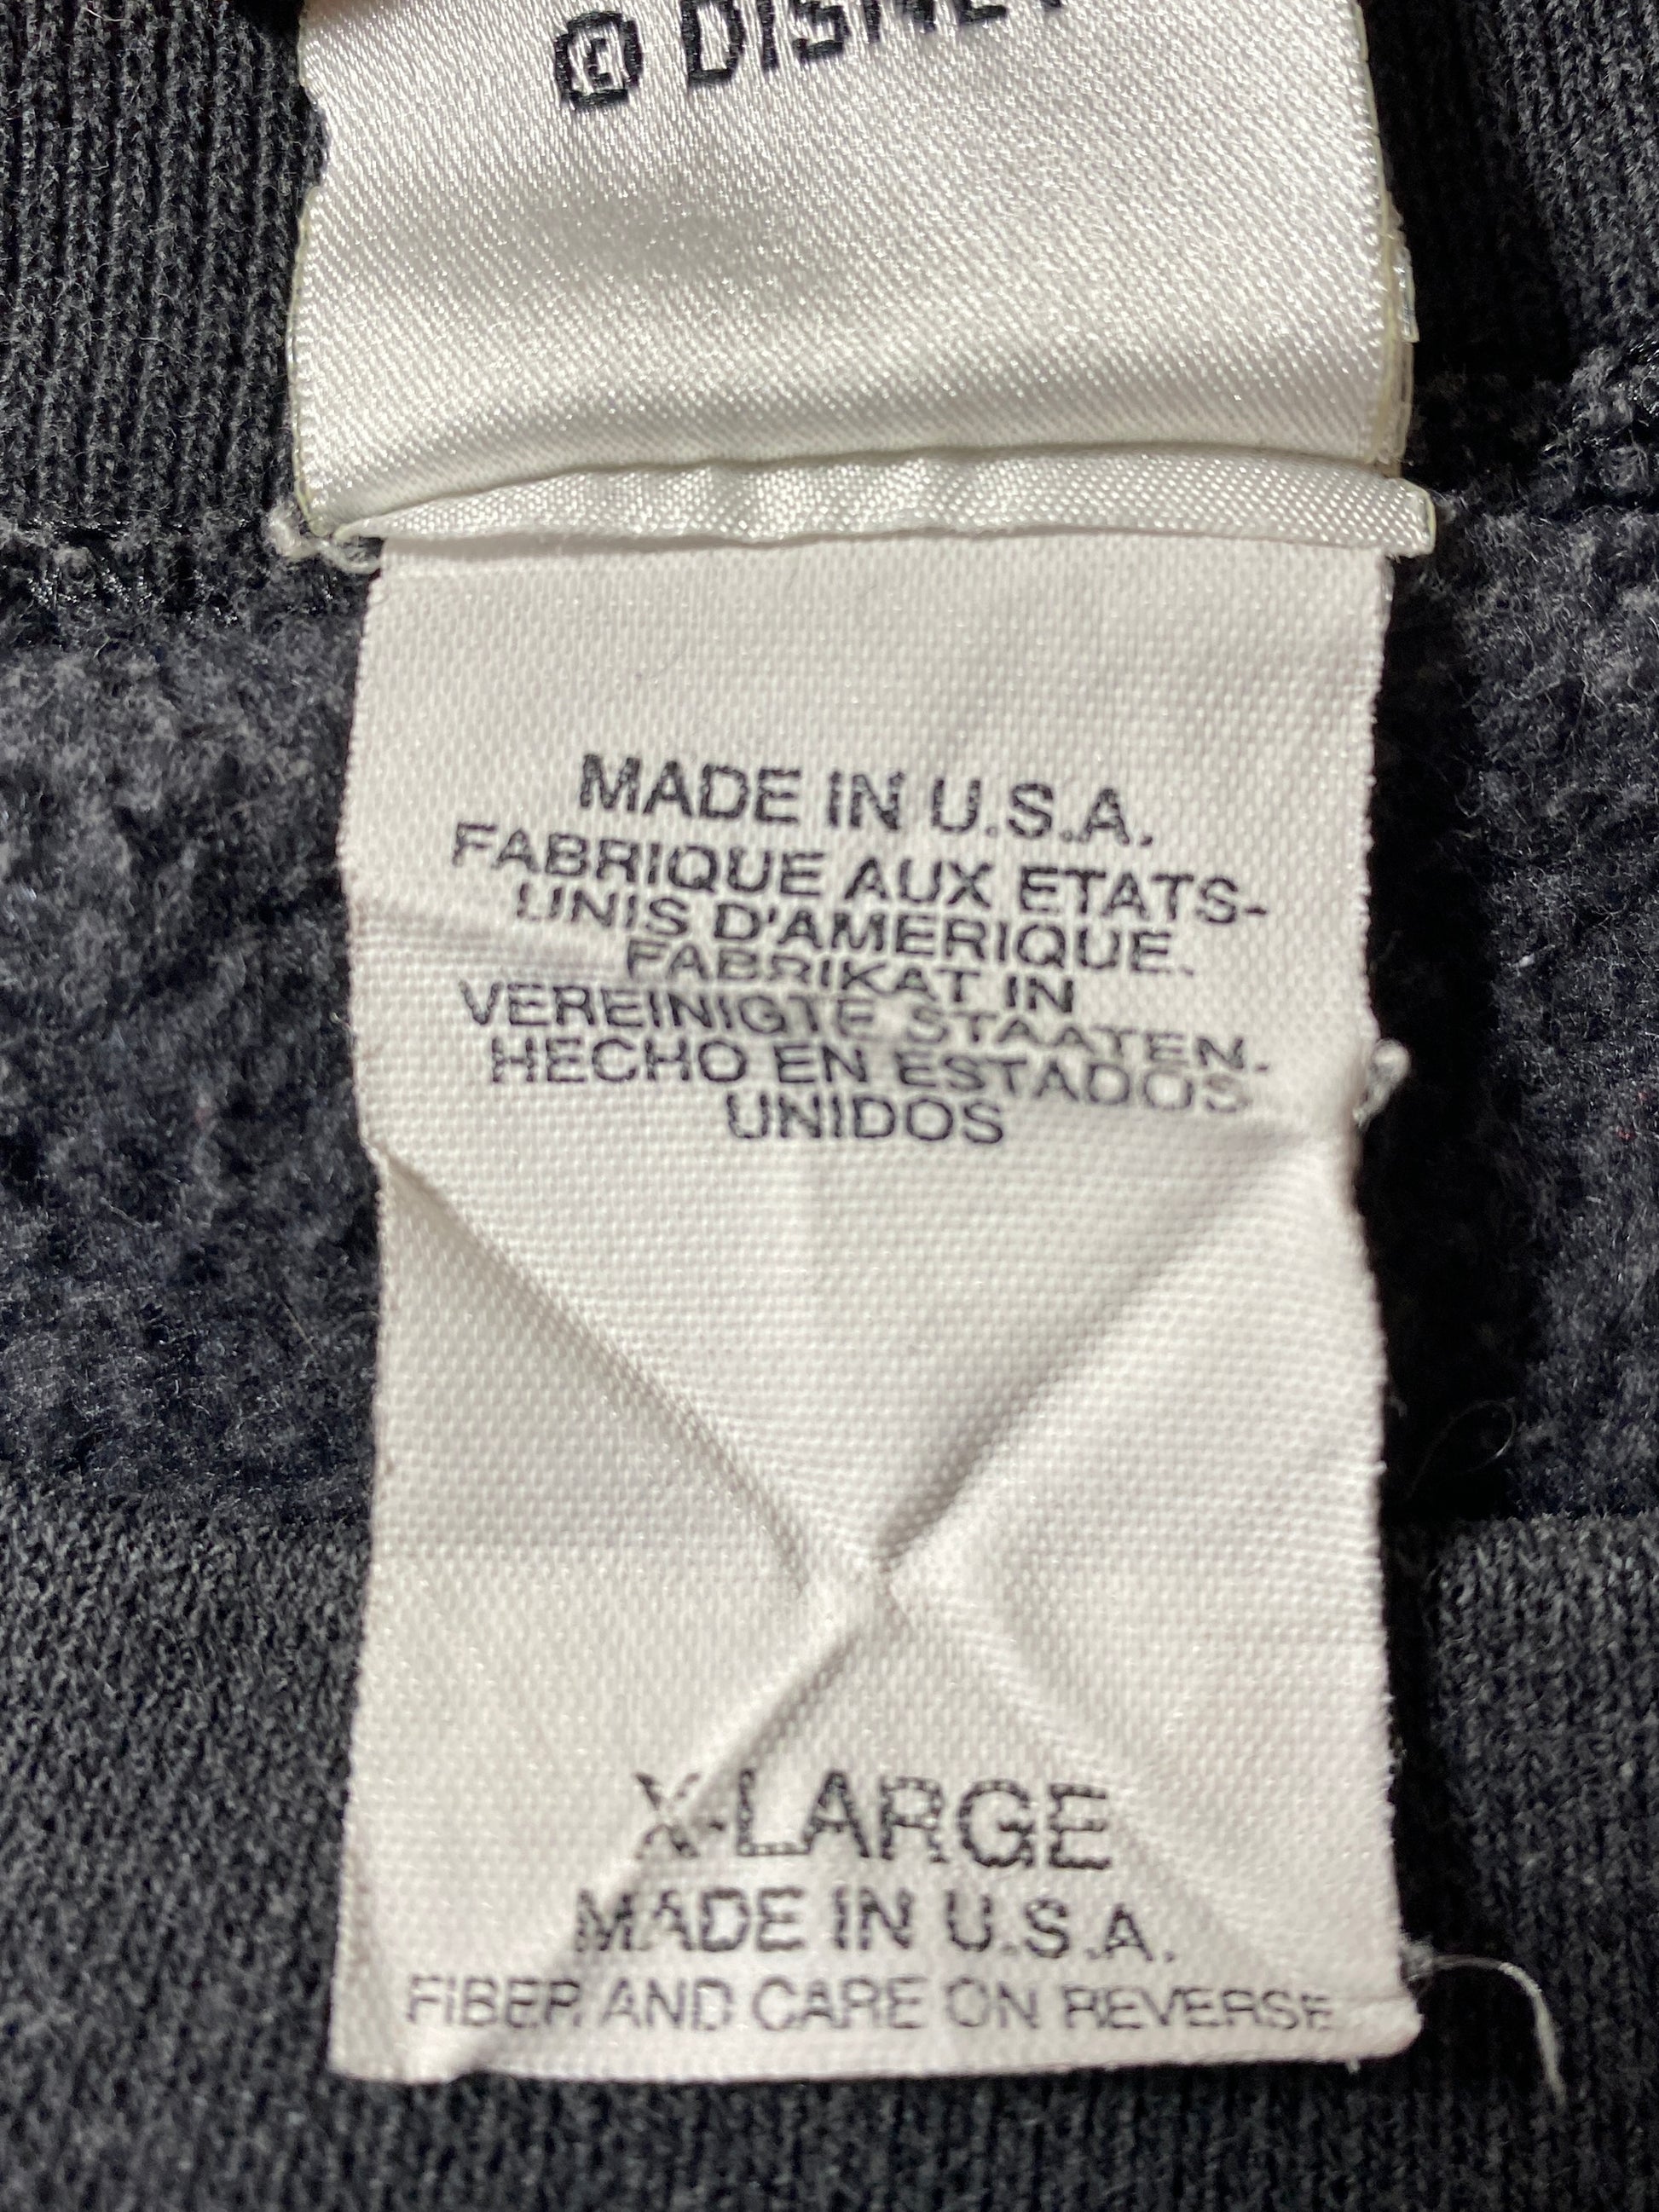 © DISNEY
MADE IN U.S.A.
FABRIQUE AUX ETATS-
UNIS D'AMERIQUE.
FABRIKAT IN
VEREINIGTE STAATEN.
HECHO EN ESTADOS
UNIDOS
X-LARGE
MADE IN U.S.A.
FIBER AND CARE ON REVERSE